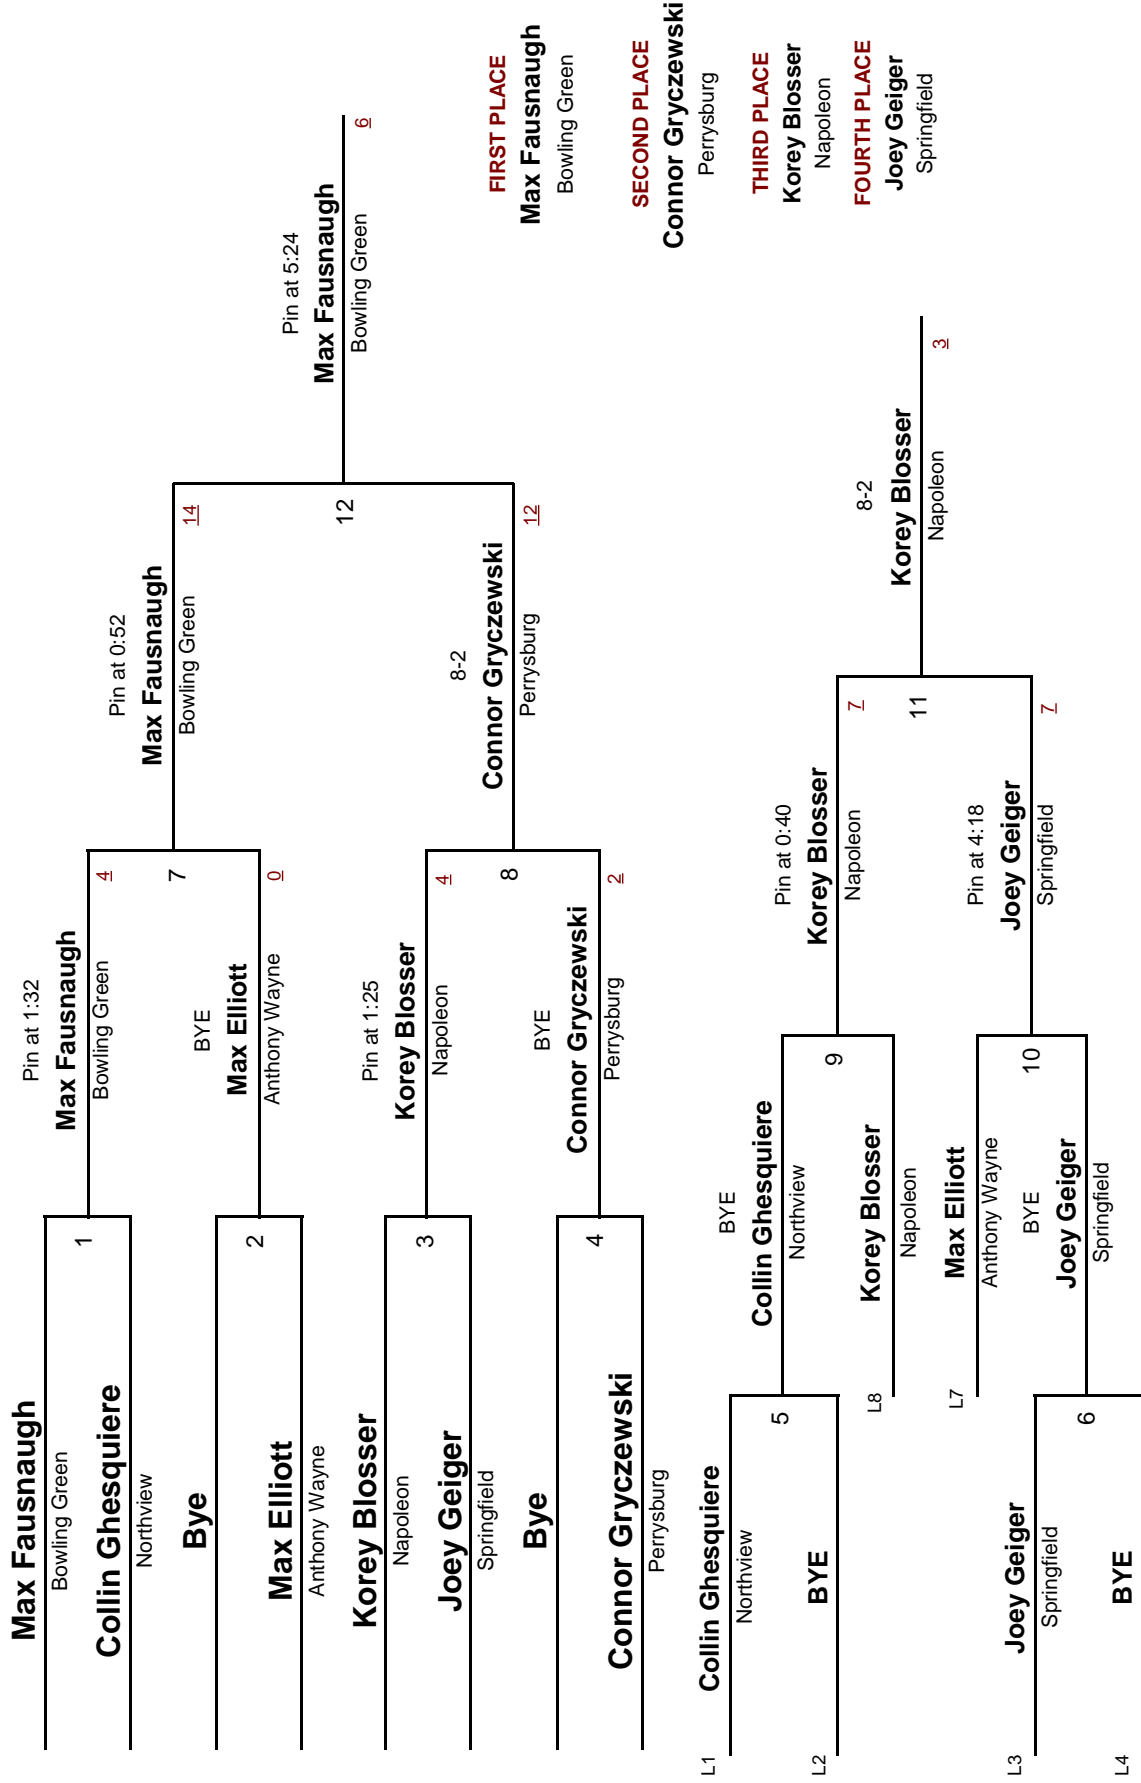 Max Fausnaugh
Bowling Green
1
Collin Ghesquiere
Northview
Bye
2
Max Elliott
Anthony Wayne
Korey Blosser
Napoleon
3
Joey Geiger
Springfield
Bye
4
Connor Gryczewski
Perrysburg
Pin at 1:32
Max Fausnaugh
Bowling Green
4
7
BYE
Max Elliott
Anthony Wayne
0
Pin at 1:25
Korey Blosser
Napoleon
4
8
BYE
Connor Gryczewski
Perrysburg
2
Pin at 0:52
Max Fausnaugh
Bowling Green
14
12
8-2
Connor Gryczewski
Perrysburg
12
Pin at 5:24
Max Fausnaugh
Bowling Green
6
FIRST PLACE
Max Fausnaugh
Bowling Green
SECOND PLACE
Connor Gryczewski
Perrysburg
THIRD PLACE
Korey Blosser
Napoleon
FOURTH PLACE
Joey Geiger
Springfield
L1
Collin Ghesquiere
Northview
5
L2
BYE
L3
Joey Geiger
Springfield
6
L4
BYE
BYE
Collin Ghesquiere
Northview
9
L8
Korey Blosser
Napoleon
L7
Max Elliott
Anthony Wayne
10
BYE
Joey Geiger
Springfield
Pin at 0:40
Korey Blosser
Napoleon
7
11
Pin at 4:18
Joey Geiger
Springfield
7
8-2
Korey Blosser
Napoleon
3